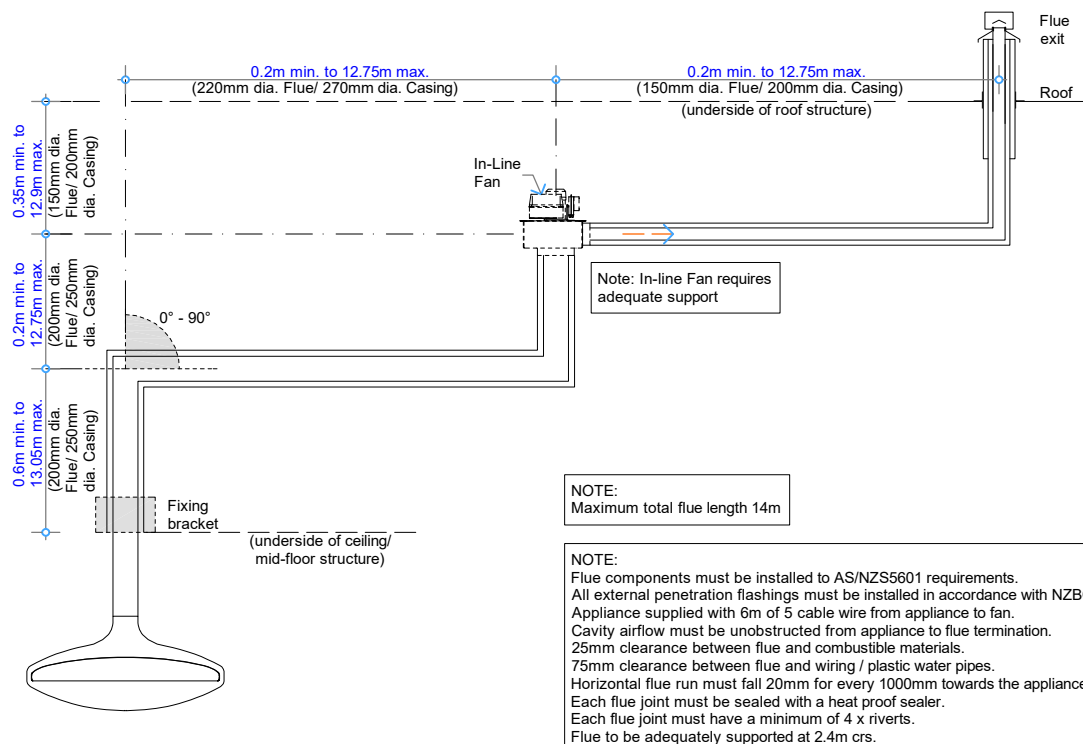 Flue
exit
0.2m min. to 12.75m max.
(220mm dia. Flue/ 270mm dia. Casing)
0.2m min. to 12.75m max.
(150mm dia. Flue/ 200mm dia. Casing)
(underside of roof structure)
Roof
0.35m min. to
12.9m max.
(150mm dia.
Flue/ 200mm
dia. Casing)
In-Line
Fan
Note: In-line Fan requires
adequate support
0.2m min. to
12.75m max.
(200mm dia.
Flue/ 250mm
dia. Casing)
0° - 90°
0.6m min. to
13.05m max.
(200mm dia.
Flue/ 250mm
dia. Casing)
Fixing
bracket
(underside of ceiling/
mid-floor structure)
NOTE:
Maximum total flue length 14m
NOTE:
Flue components must be installed to AS/NZS5601 requirements.
All external penetration flashings must be installed in accordance with
Appliance supplied with 6m of 5 cable wire from appliance to fan.
Cavity airflow must be unobstructed from appliance to flue termination.
25mm clearance between flue and combustible materials.
75mm clearance between flue and wiring / plastic water pipes.
Horizontal flue run must fall 20mm for every 1000mm towards the appliance
Each flue joint must be sealed with a heat proof sealer.
Each flue joint must have a minimum of 4 x riverts.
Flue to be adequately supported at 2.4m crs.